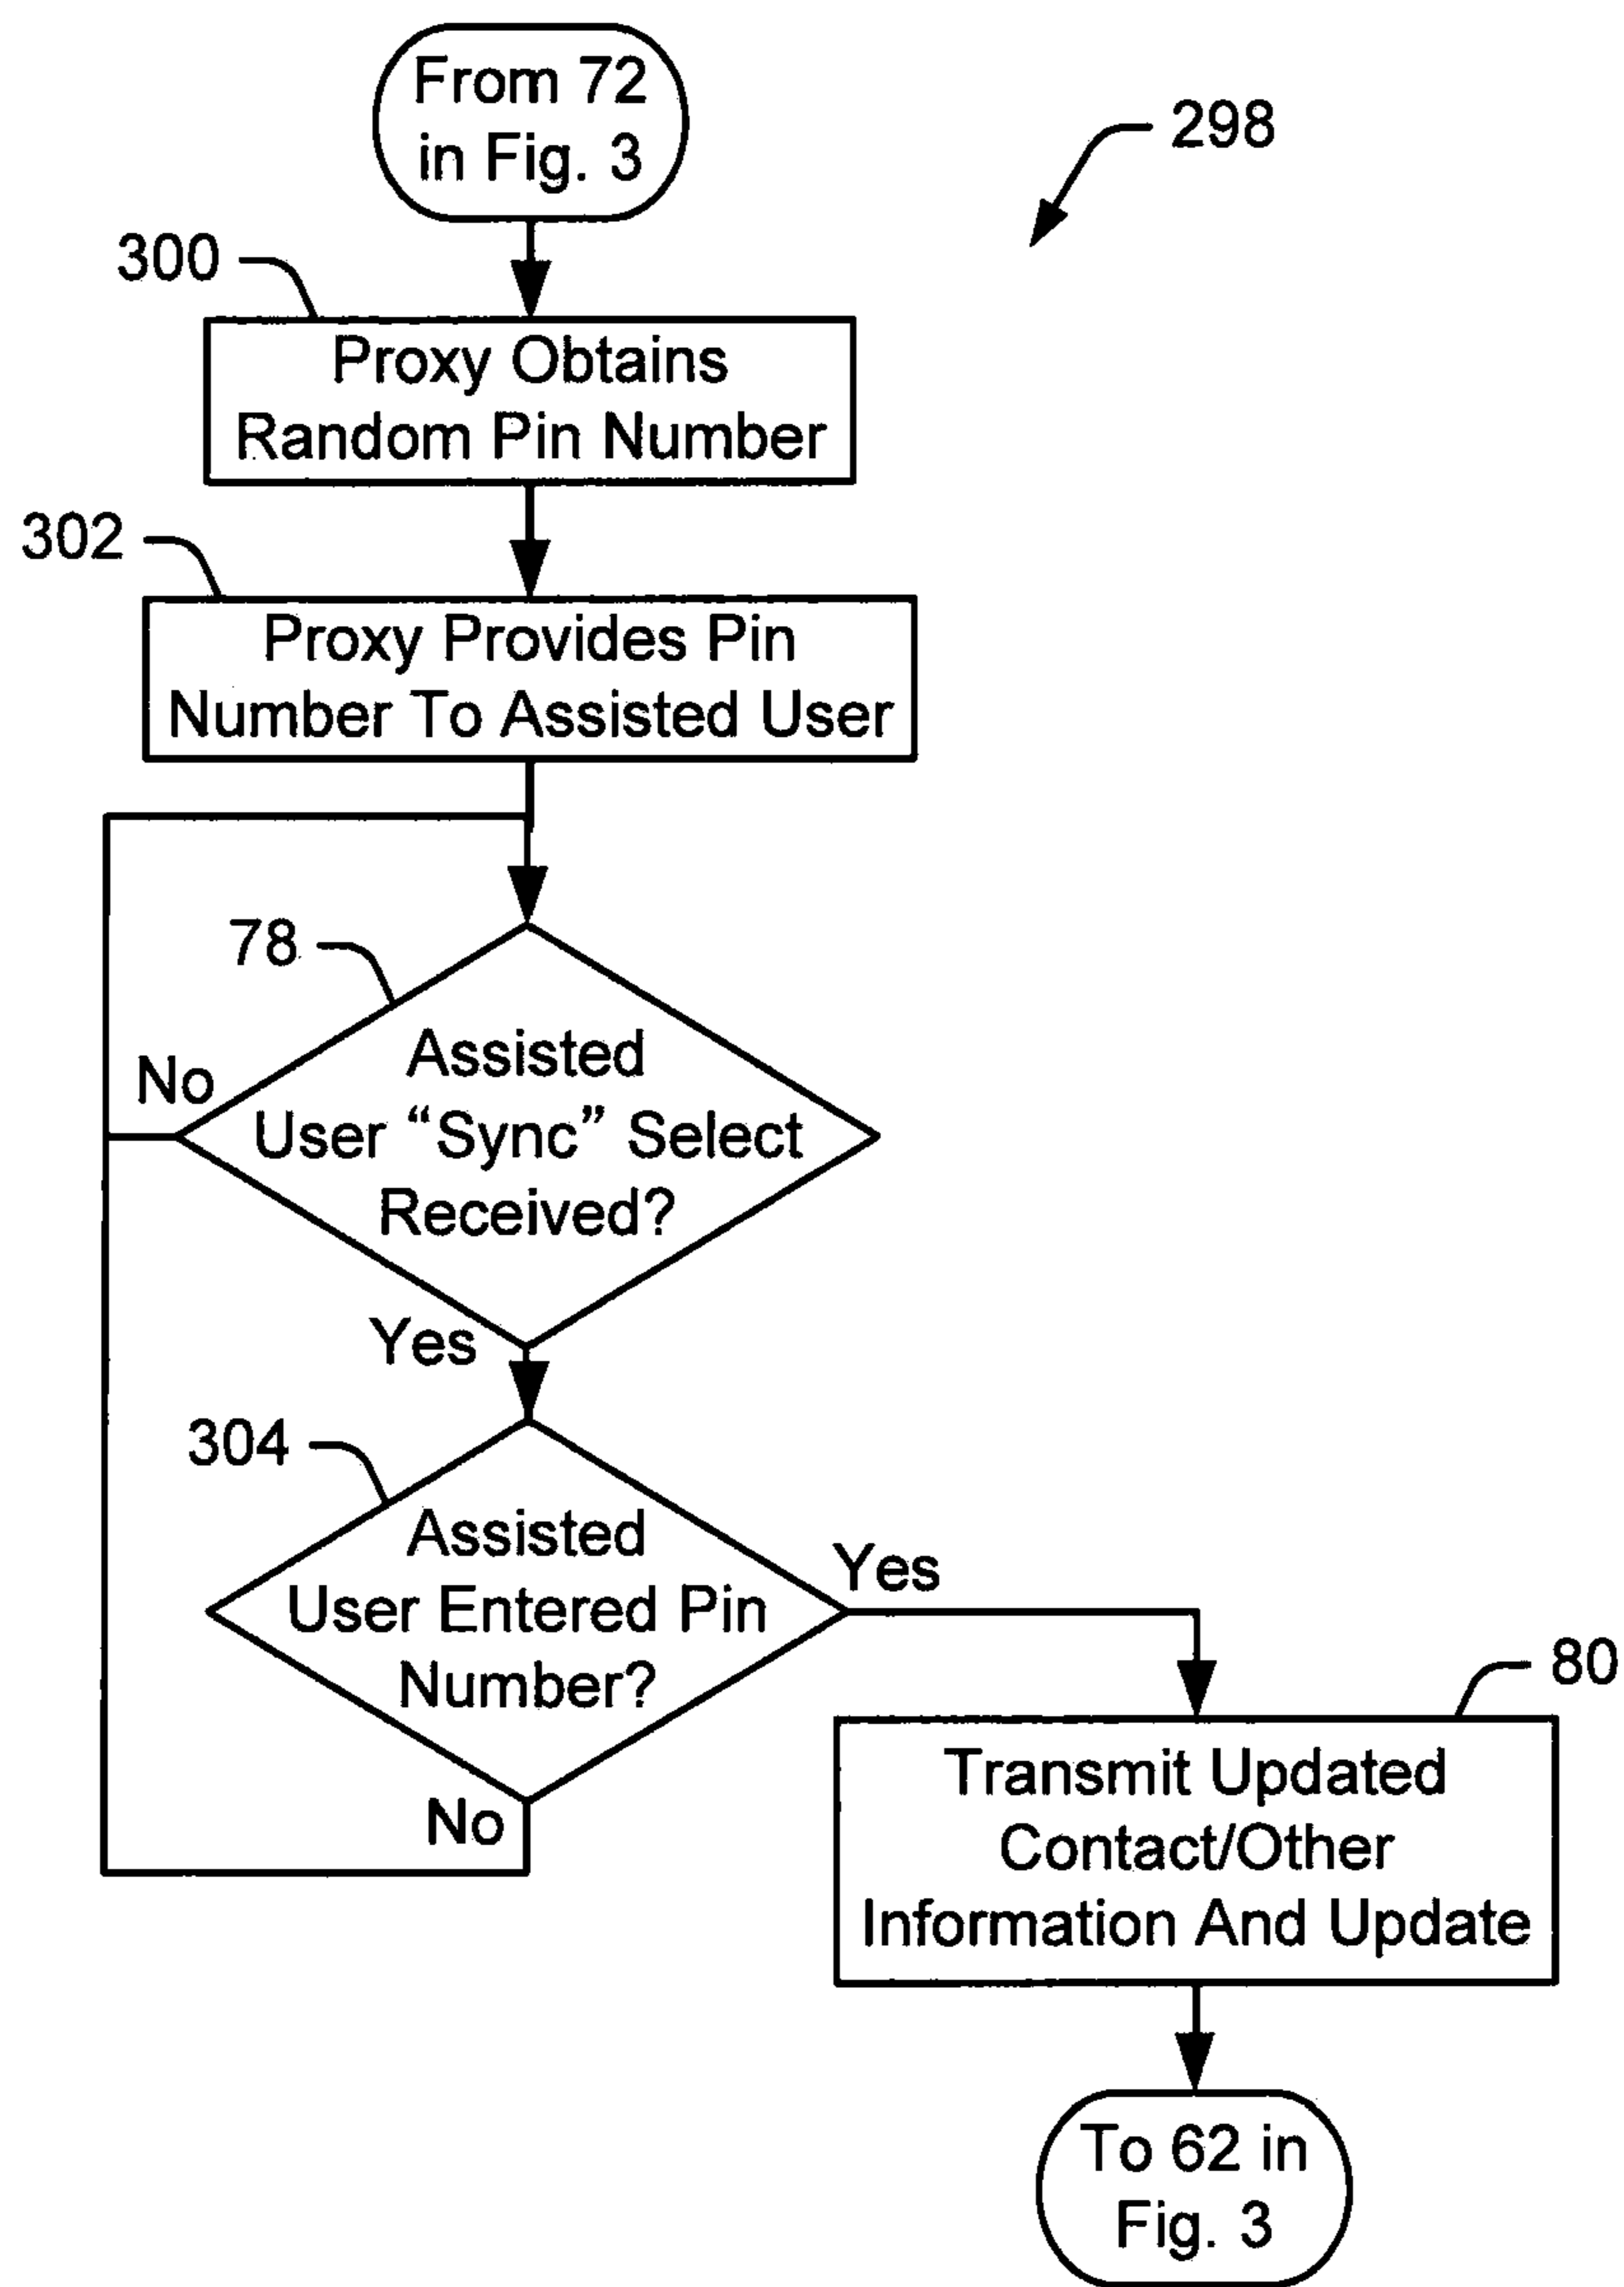 From 72
in Fig. 3
298
300
Proxy Obtains
Random Pin Number
302
Proxy Provides Pin
Number To Assisted User
78
No
Assisted
User “Sync” Select
Received?
Yes
304
Assisted
User Entered Pin
Number?
Yes
No
80
Transmit Updated
Contact/Other
Information And Update
To 62 in
Fig. 3